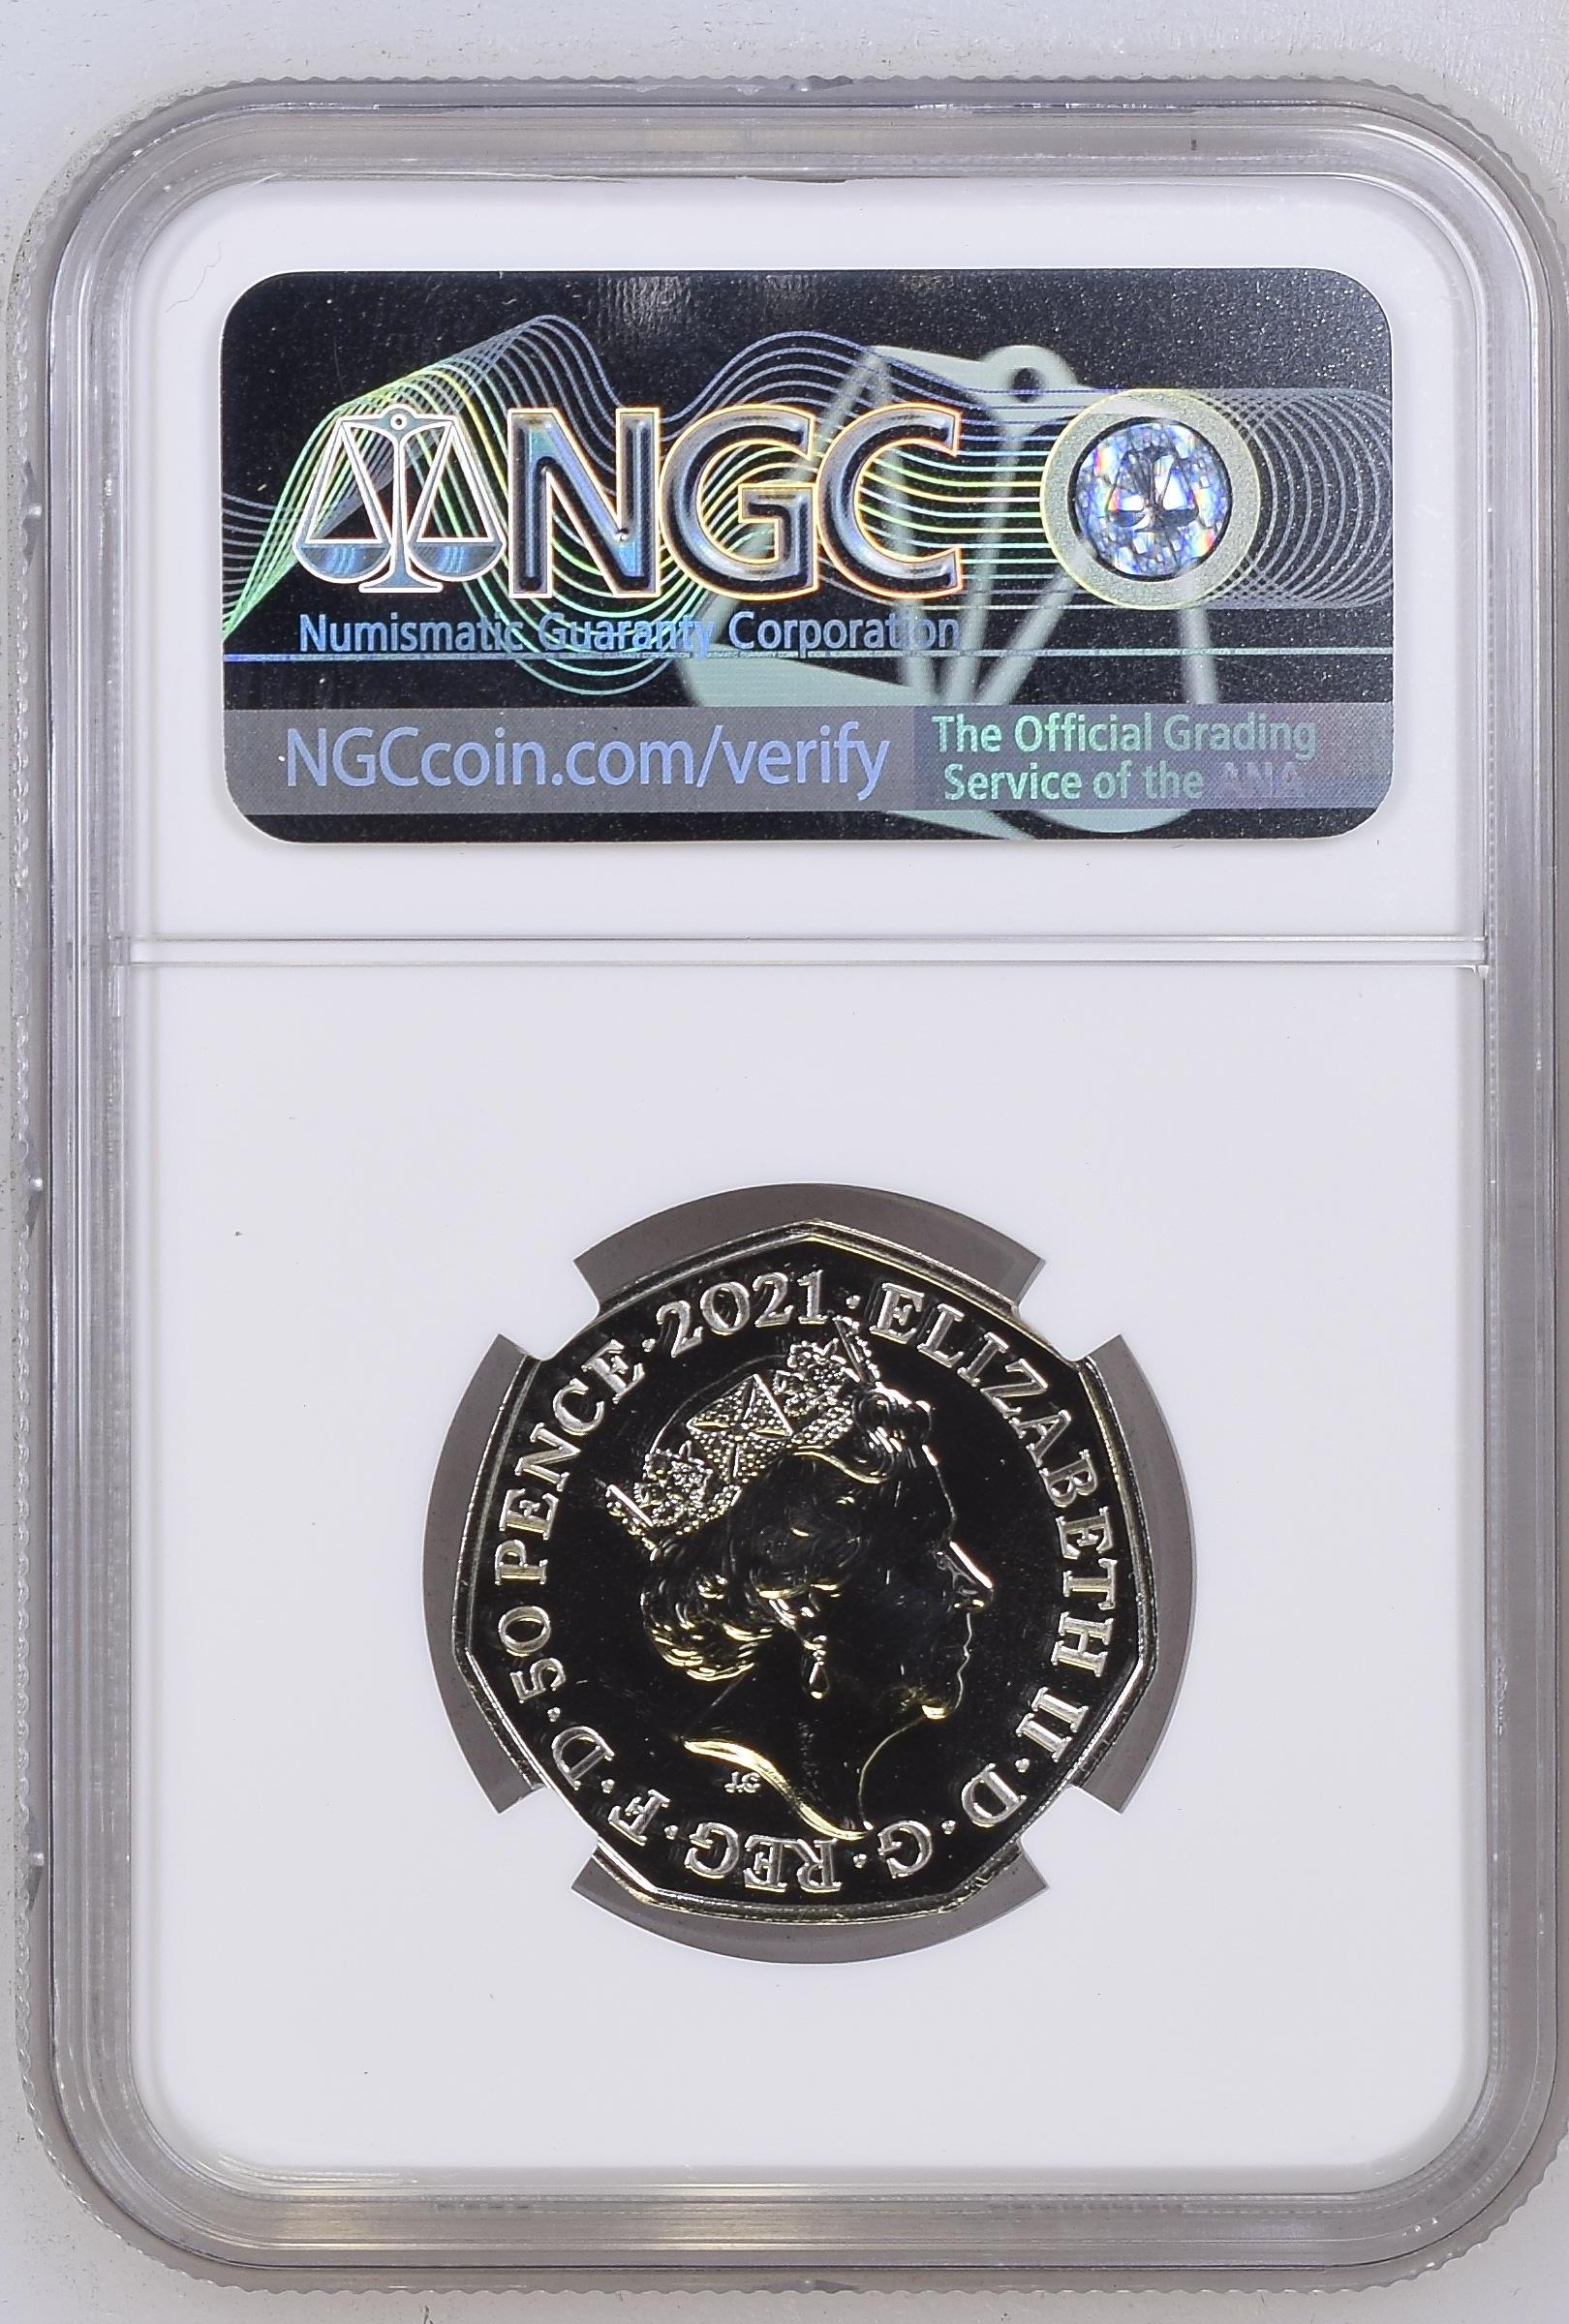 NGC
Numismatic Guaranty Corporation
NGCcoin.com/verify
The Official Grading
Service of the ANA
ELIZABETH II · D · G · REG · F · D · 50 PENCE · 2021 ·
JC